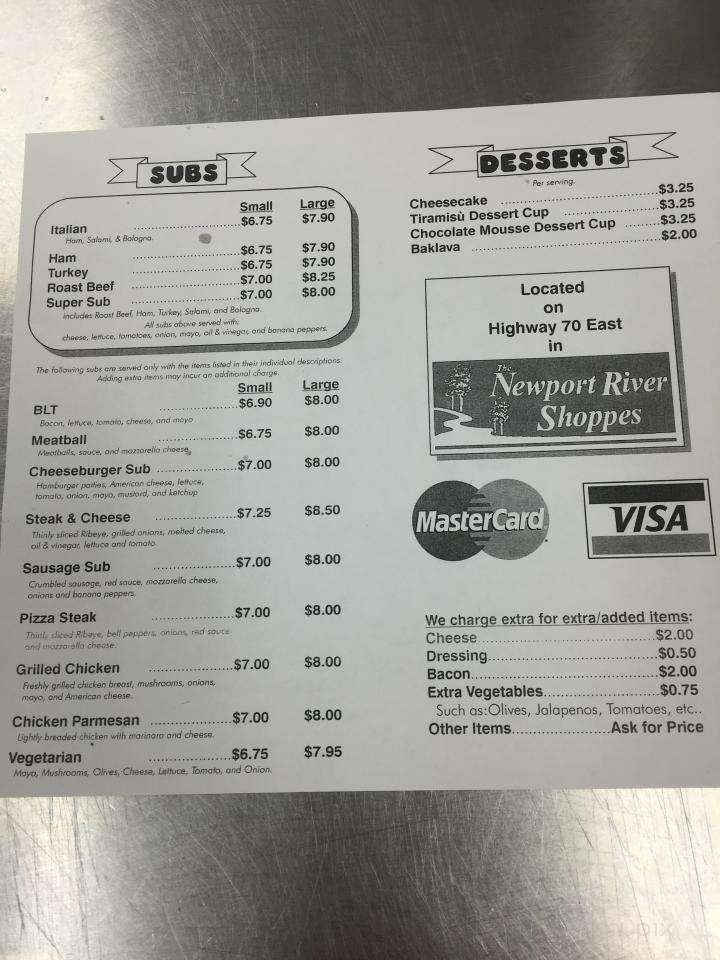 SUBS
Small Large
Italian ........................ $6.75 $7.90
Ham, Salami, & Bologna.
Ham ........................ $6.75 $7.90
Turkey ........................ $6.75 $7.90
Roast Beef ........................ $7.00 $8.25
Super Sub ........................ $7.00 $8.00
includes Roast Beef, Ham, Turkey, Salami, and Bologna.
All subs above served with:
cheese, lettuce, tomatoes, onion, mayo, oil & vinegar, and banana peppers.
The following subs are served only with the items listed in their individual descriptions.
Adding extra items may incur an additional charge.
Small Large
BLT ........................ $6.90 $8.00
Bacon, lettuce, tomato, cheese, and mayo
Meatball ........................ $6.75 $8.00
Meatballs, sauce, and mozzarella cheese.
Cheeseburger Sub ........................ $7.00 $8.00
Hamburger patties, American cheese, lettuce,
tomato, onion, mayo, mustard, and ketchup
Steak & Cheese ........................ $7.25 $8.50
Thinly sliced Ribeye, grilled onions, melted cheese,
oil & vinegar, lettuce and tomato.
Sausage Sub ........................ $7.00 $8.00
Crumbled sausage, red sauce, mozzarella cheese,
onions and banana peppers.
Pizza Steak ........................ $7.00 $8.00
Thinly sliced Ribeye, bell peppers, onions, red sauce
and mozzarella cheese.
Grilled Chicken ........................ $7.00 $8.00
Freshly grilled chicken breast, mushrooms, onions,
mayo, and American cheese.
Chicken Parmesan ........................ $7.00 $8.00
Lightly breaded chicken with marinara and cheese.
Vegetarian ........................ $6.75 $7.95
Mayo, Mushrooms, Olives, Cheese, Lettuce, Tomato, and Onion.
DESSERTS
Per serving.
Cheesecake ........................ $3.25
Tiramisù Dessert Cup ........................ $3.25
Chocolate Mousse Dessert Cup ........ $3.25
Baklava ........................ $2.00
Located
on
Highway 70 East
in
The
Newport River
Shoppes
MasterCard
VISA
We charge extra for extra/added items:
Cheese........................$2.00
Dressing........................$0.50
Bacon........................$2.00
Extra Vegetables........................$0.75
Such as:Olives, Jalapenos, Tomatoes, etc..
Other Items........................Ask for Price